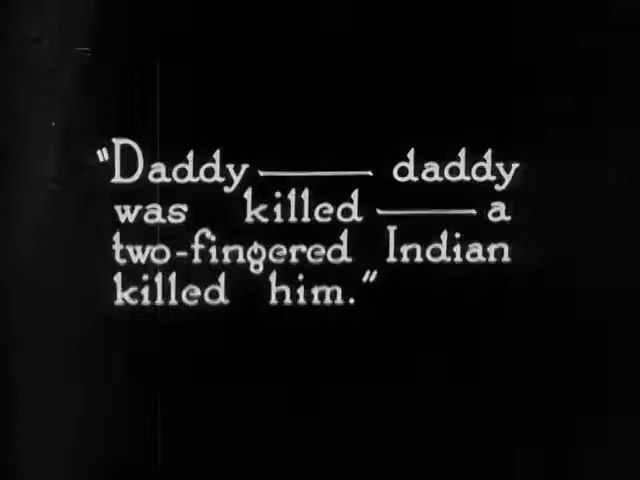 "Daddy —— daddy
was killed —— a
two-fingered Indian
killed him."